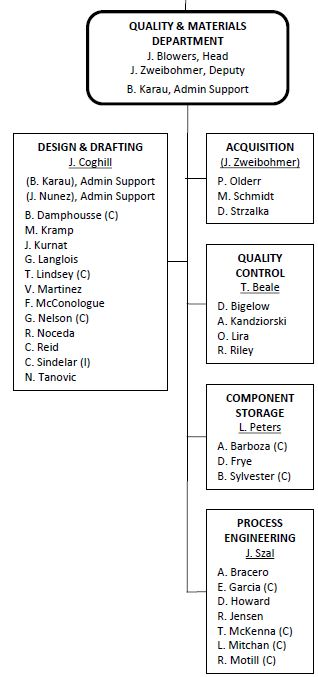 QUALITY & MATERIALS
DEPARTMENT
J. Blowers, Head
J. Zweibohmer, Deputy
B. Karau, Admin Support
DESIGN & DRAFTING
J. Coghill
(B. Karau), Admin Support
(J. Nunez), Admin Support
B. Damphousse (C)
M. Kramp
J. Kurnat
G. Langlois
T. Lindsey (C)
V. Martinez
F. McConologue
G. Nelson (C)
R. Noceda
C. Reid
C. Sindelar (I)
N. Tanovic
ACQUISITION
(J. Zweibohmer)
P. Olderr
M. Schmidt
D. Strzalka
QUALITY
CONTROL
T. Beale
D. Bigelow
A. Kandziorski
O. Lira
R. Riley
COMPONENT
STORAGE
L. Peters
A. Barboza (C)
D. Frye
B. Sylvester (C)
PROCESS
ENGINEERING
J. Szal
A. Bracero
E. Garcia (C)
D. Howard
R. Jensen
T. McKenna (C)
L. Mitchan (C)
R. Motill (C)